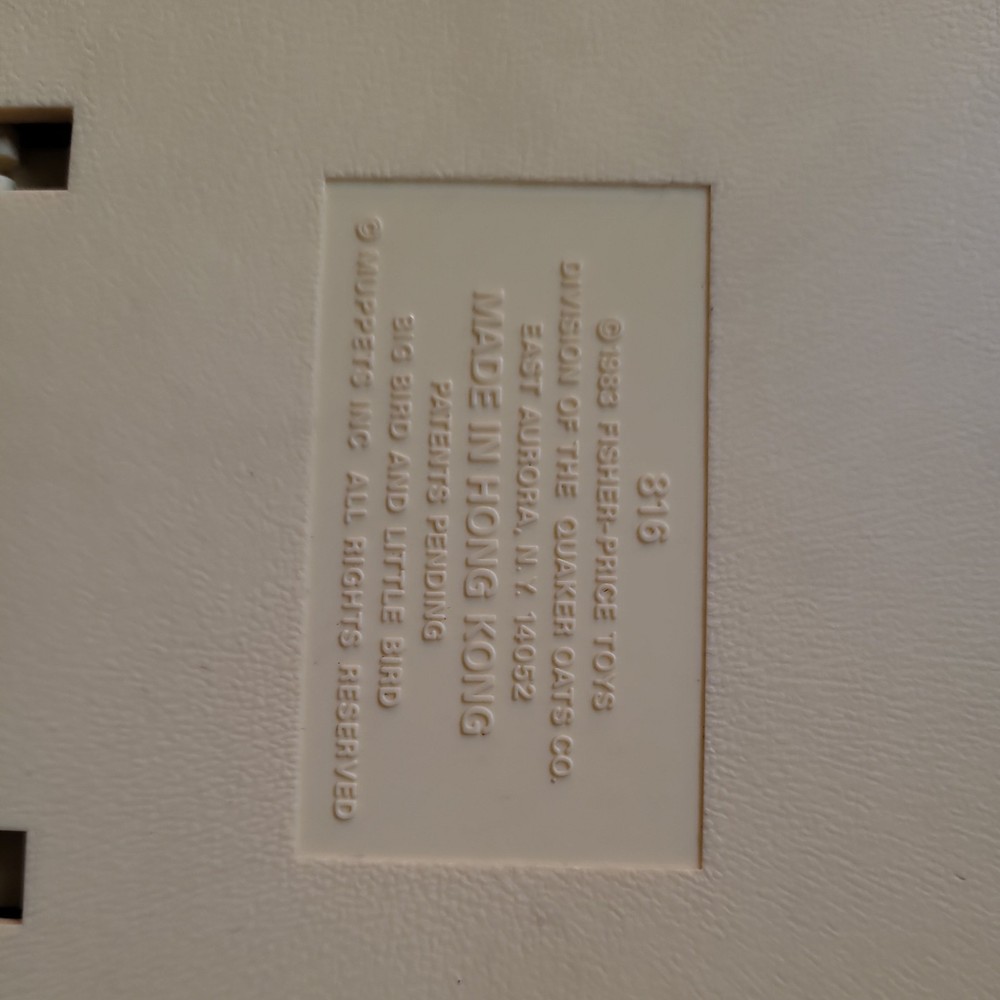 816
© 1983 FISHER-PRICE TOYS
DIVISION OF THE QUAKER OATS CO.
EAST AURORA, N.Y. 14052
MADE IN HONG KONG
PATENTS PENDING
BIG BIRD AND LITTLE BIRD
© MUPPETS INC ALL RIGHTS RESERVED